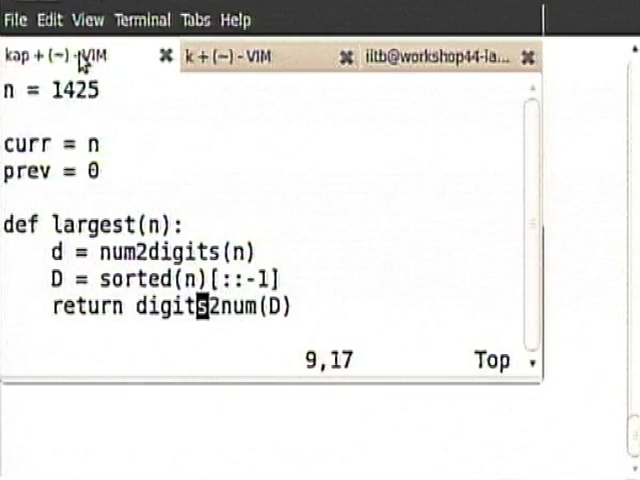 File Edit View Terminal Tabs Help
kap + (~) - VIM
k + (~) - VIM
iitb@workshop44-la...
n = 1425
curr = n
prev = 0
def largest(n):
    d = num2digits(n)
    D = sorted(n)[::-1]
    return digits2num(D)
9,17
Top